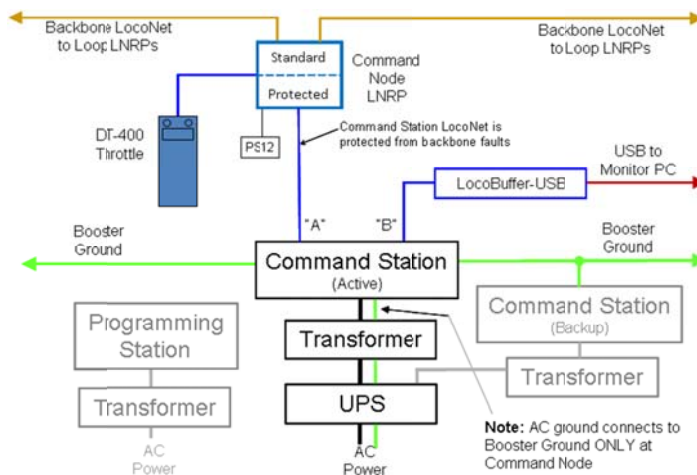 Backbone LocoNet
to Loop LNRPs
Standard
Protected
Command
Node
LNRP
Backbone LocoNet
to Loop LNRPs
DT-400
Throttle
PS12
Command Station LocoNet is
protected from backbone faults
USB to
Monitor PC
LocoBuffer-USB
"A"
"B"
Booster
Ground
Booster
Ground
Command Station
(Active)
Command Station
(Backup)
Programming
Station
Transformer
Transformer
Transformer
UPS
AC
Power
AC
Power
Note: AC ground connects to
Booster Ground ONLY at
Command Node